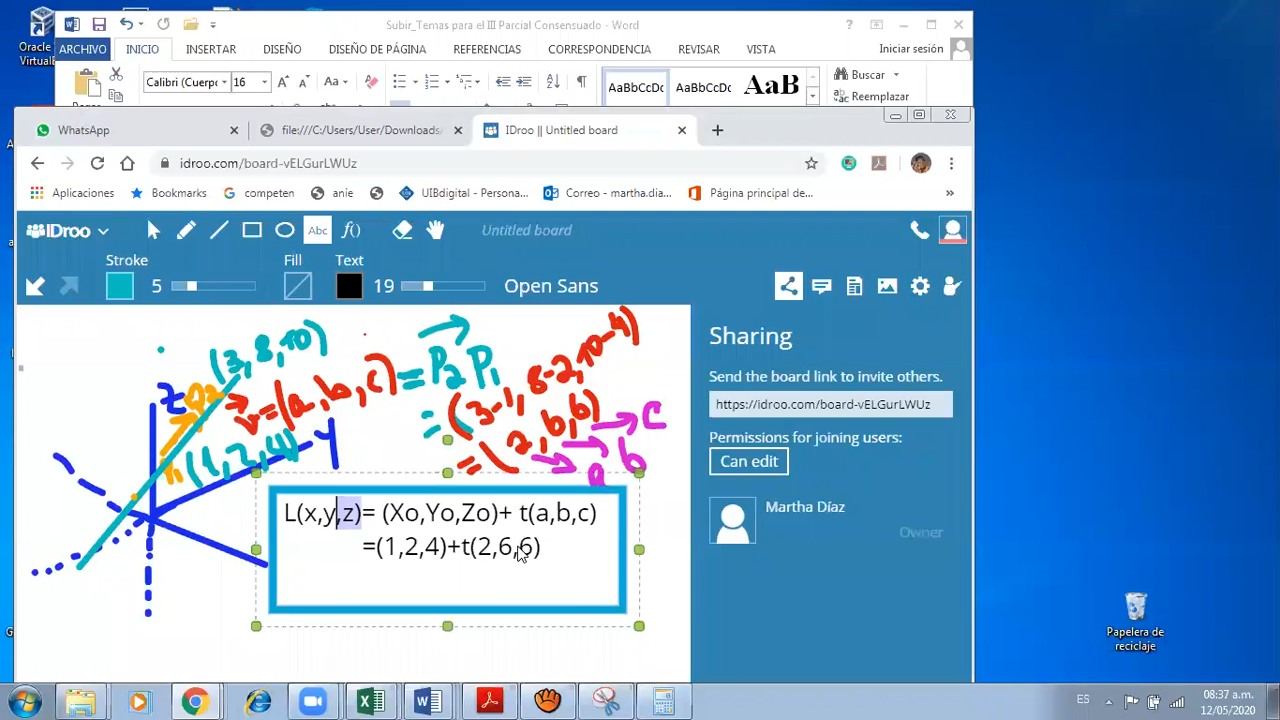 Oracle
VirtualB
Subir_Temas para el III Parcial Consensuado - Word
ARCHIVO INICIO INSERTAR DISEÑO DISEÑO DE PÁGINA REFERENCIAS CORRESPONDENCIA REVISAR VISTA Iniciar sesión
Calibri (Cuerpo 16
AaBbCcDc AaBbCcDc AaB
Buscar
Reemplazar
WhatsApp
file:///C:/Users/User/Downloads/
IDroo || Untitled board
idroo.com/board-vELGurLWUz
Aplicaciones Bookmarks competen anie UIBdigital - Persona... Correo - martha.dia... Página principal de...
IDroo Abc f() Untitled board
Stroke Fill Text
5 19 Open Sans
Sharing
Send the board link to invite others.
https://idroo.com/board-vELGurLWUz
Permissions for joining users:
Can edit
Martha Díaz
Owner
(3,8,10)
Z
v=(a,b,c) = P2P1
= (3-1, 8-2, 10-4)
= (2,6,6)
a b c
(1,2,4)
Y
L(x,y,z)= (Xo,Yo,Zo)+ t(a,b,c)
=(1,2,4)+t(2,6,6)
Papelera de
reciclaje
ES
08:37 a.m.
12/05/2020